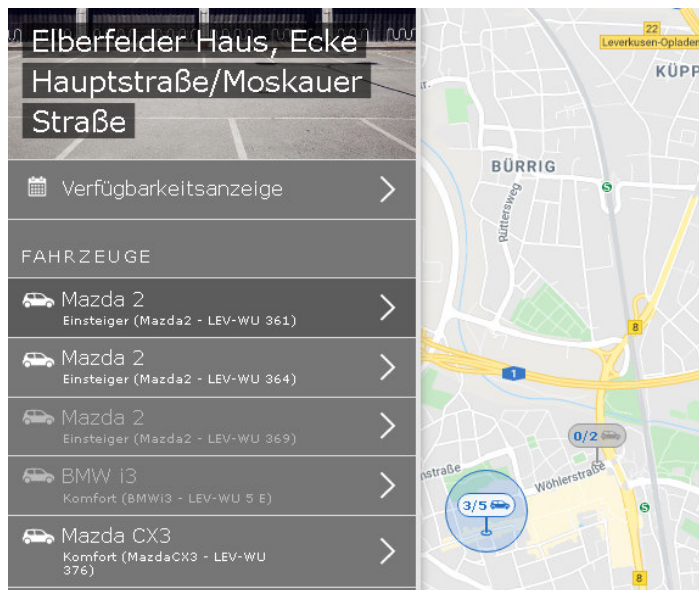 Elberfelder Haus, Ecke
Hauptstraße/Moskauer
Straße
Verfügbarkeitsanzeige
FAHRZEUGE
Mazda 2
Einsteiger (Mazda2 - LEV-WU 361)
Mazda 2
Einsteiger (Mazda2 - LEV-WU 364)
Mazda 2
Einsteiger (Mazda2 - LEV-WU 369)
BMW i3
Komfort (BMWi3 - LEV-WU 5 E)
Mazda CX3
Komfort (MazdaCX3 - LEV-WU
376)
22
Leverkusen-Opladen
KÜPP
tr.
BÜRRIG
S
Rüttersweg
8
1
0/2
nstraße
Wöhlerstraße
3/5
S
8